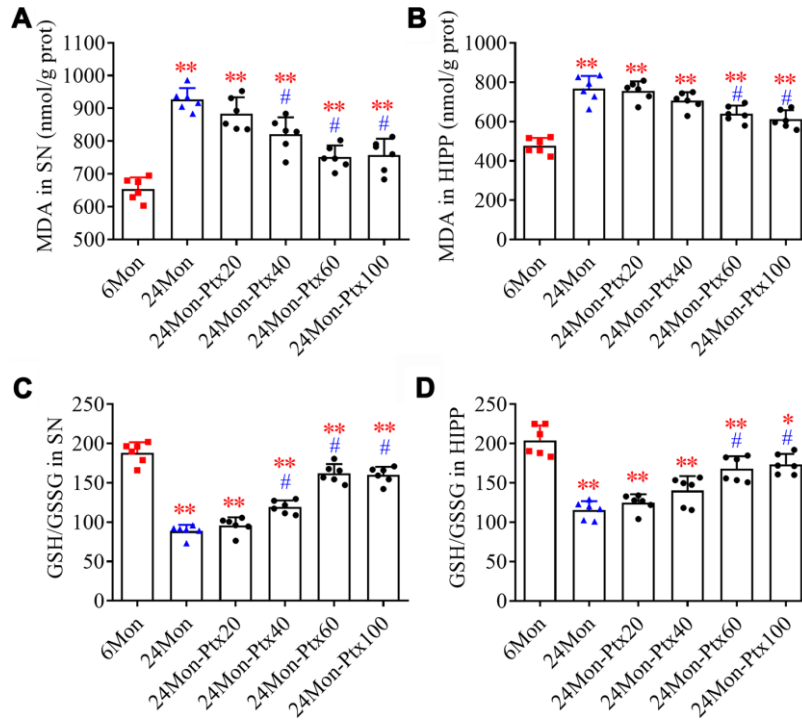 A
MDA in SN (nmol/g prot)
1100
1000
900
800
700
600
500
**
**
**
#
**
#
**
#
6Mon
24Mon
24Mon-Ptx20
24Mon-Ptx40
24Mon-Ptx60
24Mon-Ptx100
B
MDA in HIPP (nmol/g prot)
1000
800
600
400
200
0
**
**
**
**
#
**
#
6Mon
24Mon
24Mon-Ptx20
24Mon-Ptx40
24Mon-Ptx60
24Mon-Ptx100
C
GSH/GSSG in SN
250
200
150
100
50
0
**
**
**
#
**
#
**
#
6Mon
24Mon
24Mon-Ptx20
24Mon-Ptx40
24Mon-Ptx60
24Mon-Ptx100
D
GSH/GSSG in HIPP
250
200
150
100
50
0
**
**
**
**
#
*
#
6Mon
24Mon
24Mon-Ptx20
24Mon-Ptx40
24Mon-Ptx60
24Mon-Ptx100